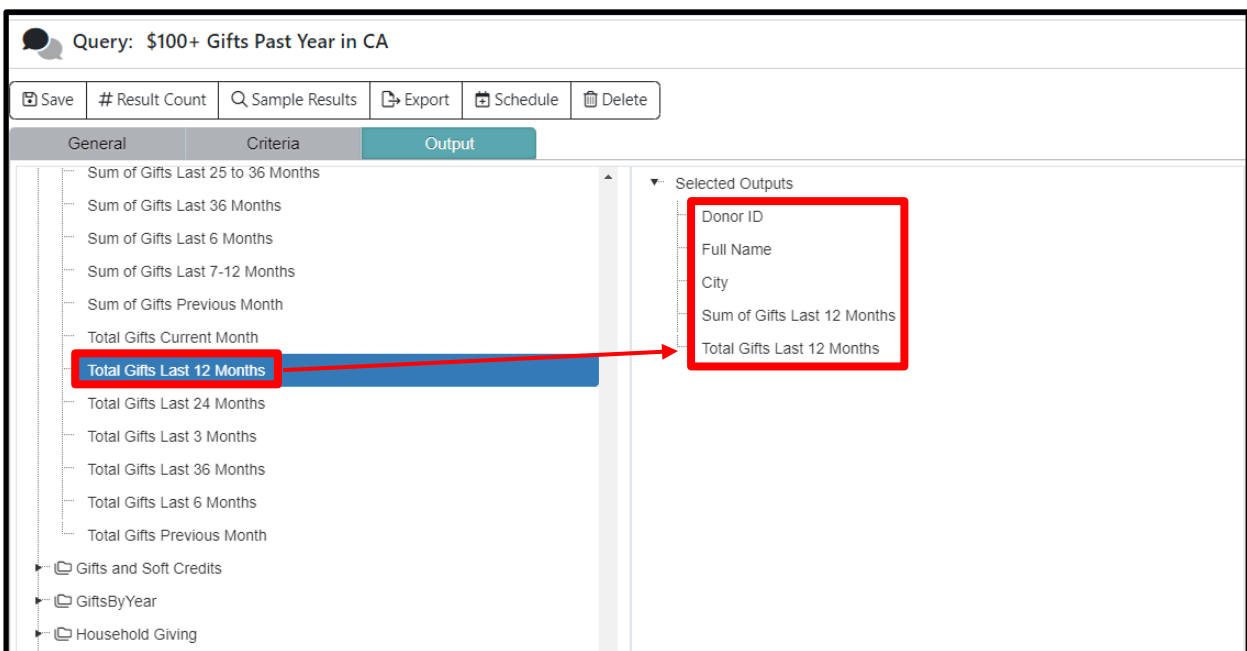 Query: $100+ Gifts Past Year in CA
Save # Result Count Sample Results Export Schedule Delete
General Criteria Output
Sum of Gifts Last 25 to 36 Months
Sum of Gifts Last 36 Months
Sum of Gifts Last 6 Months
Sum of Gifts Last 7-12 Months
Sum of Gifts Previous Month
Total Gifts Current Month
Total Gifts Last 12 Months
Total Gifts Last 24 Months
Total Gifts Last 3 Months
Total Gifts Last 36 Months
Total Gifts Last 6 Months
Total Gifts Previous Month
Gifts and Soft Credits
GiftsByYear
Household Giving
Selected Outputs
Donor ID
Full Name
City
Sum of Gifts Last 12 Months
Total Gifts Last 12 Months